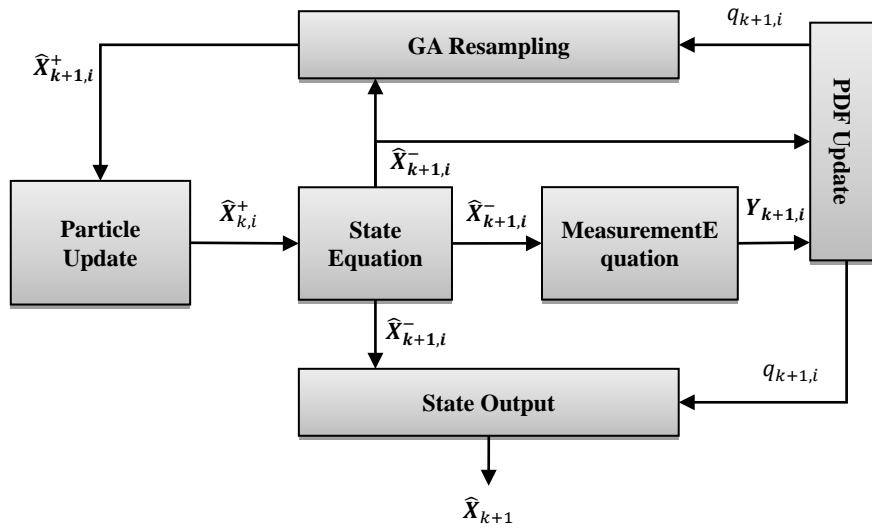 GA Resampling
q_{k+1,i}
X̂⁺_{k+1,i}
PDF Update
X̂⁻_{k+1,i}
Particle
Update
X̂⁺_{k,i}
State
Equation
X̂⁻_{k+1,i}
MeasurementE
quation
Y_{k+1,i}
X̂⁻_{k+1,i}
State Output
q_{k+1,i}
X̂_{k+1}